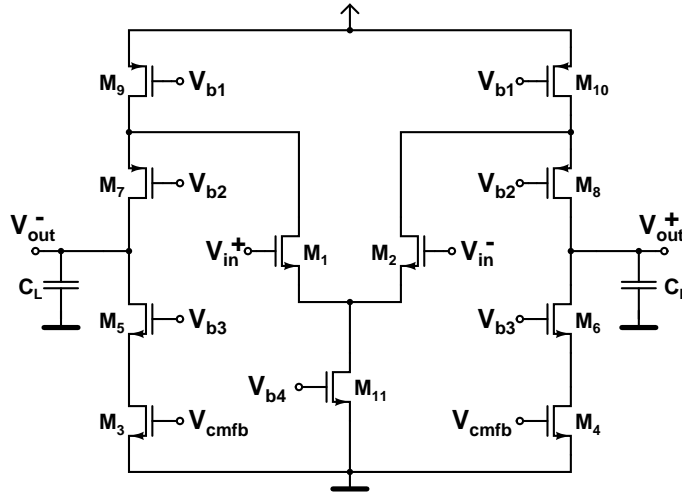 M9 Vb1 Vb1 M10
M7 Vb2 Vb2 M8
Vout- Vin+ M1 M2 Vin- Vout+
CL CL
M5 Vb3 Vb3 M6
Vb4 M11
M3 Vcmfb Vcmfb M4